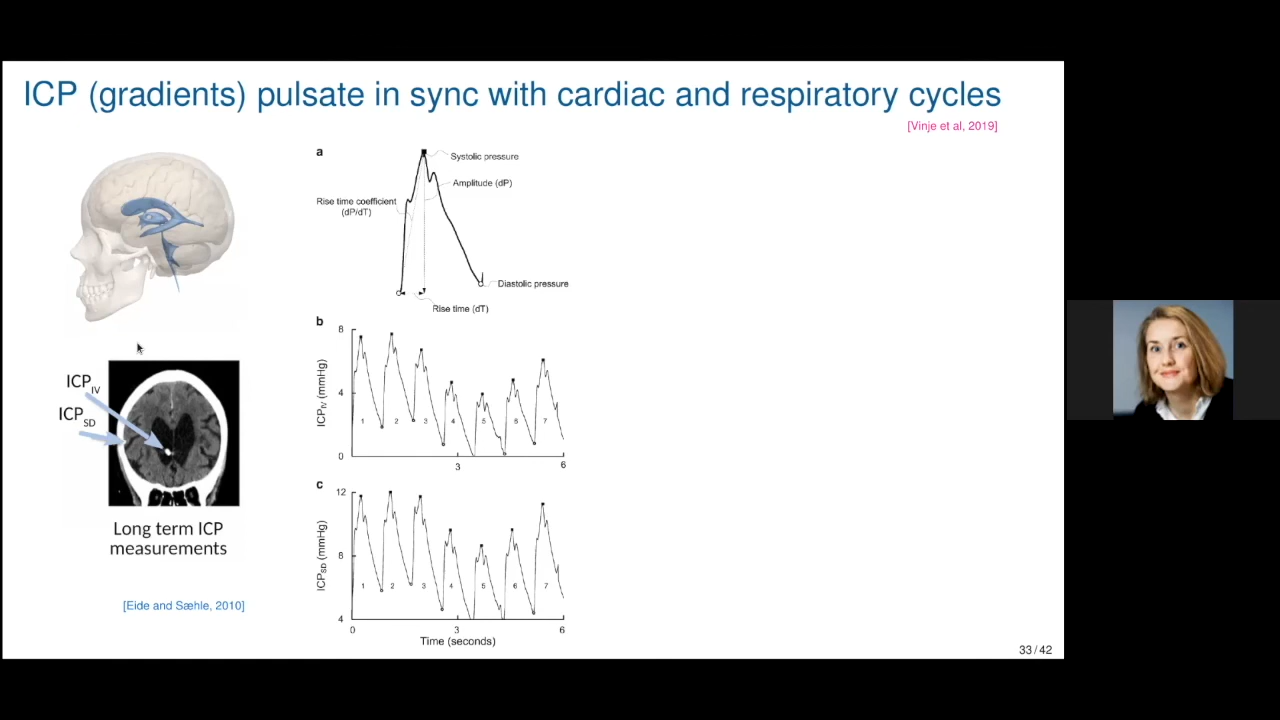 ICP (gradients) pulsate in sync with cardiac and respiratory cycles
[Vinje et al, 2019]
ICP_IV
ICP_SD
Long term ICP
measurements
[Eide and Sæhle, 2010]
a
Systolic pressure
Amplitude (dP)
Rise time coefficient
(dP/dT)
Diastolic pressure
Rise time (dT)
b
8
4
0
ICP_IV (mmHg)
1 2 3 4 5 6 7
3 6
c
12
8
4
ICP_SD (mmHg)
1 2 3 4 5 6 7
0 3 6
Time (seconds)
33 / 42